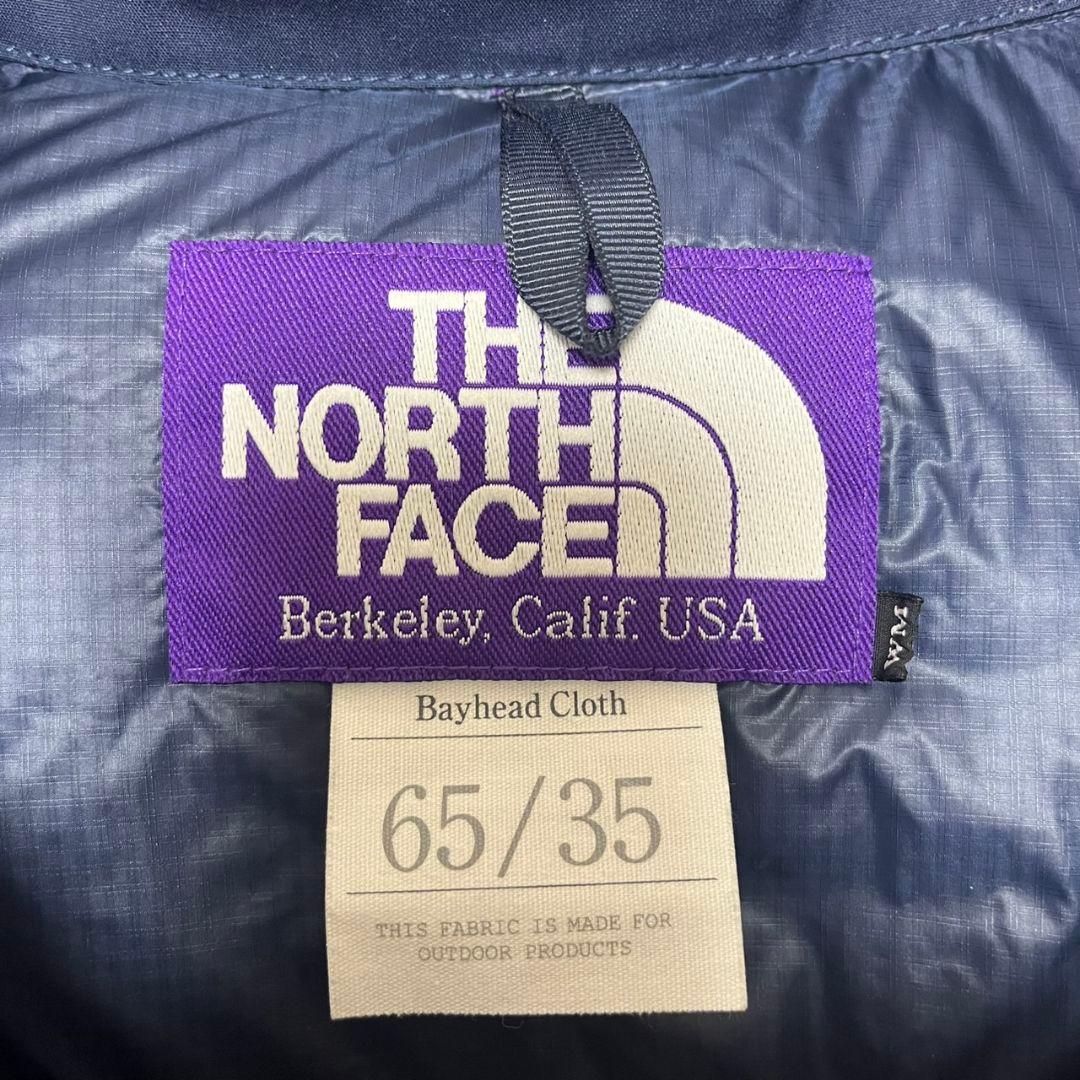 THE
NORTH
FACE
Berkeley, Calif. USA
WM
Bayhead Cloth
65/35
THIS FABRIC IS MADE FOR
OUTDOOR PRODUCTS